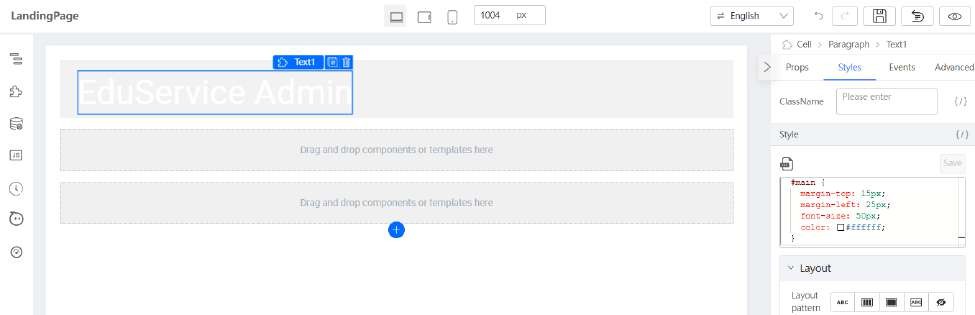 LandingPage
1004 px
English
Cell > Paragraph > Text1
Text1
EduService Admin
Drag and drop components or templates here
Drag and drop components or templates here
Props Styles Events Advanced
ClassName Please enter {/}
Style {/}
Save
#main {
margin-top: 15px;
margin-left: 25px;
font-size: 50px;
color: #ffffff;
}
Layout
Layout
pattern
ABC
ABC
JS